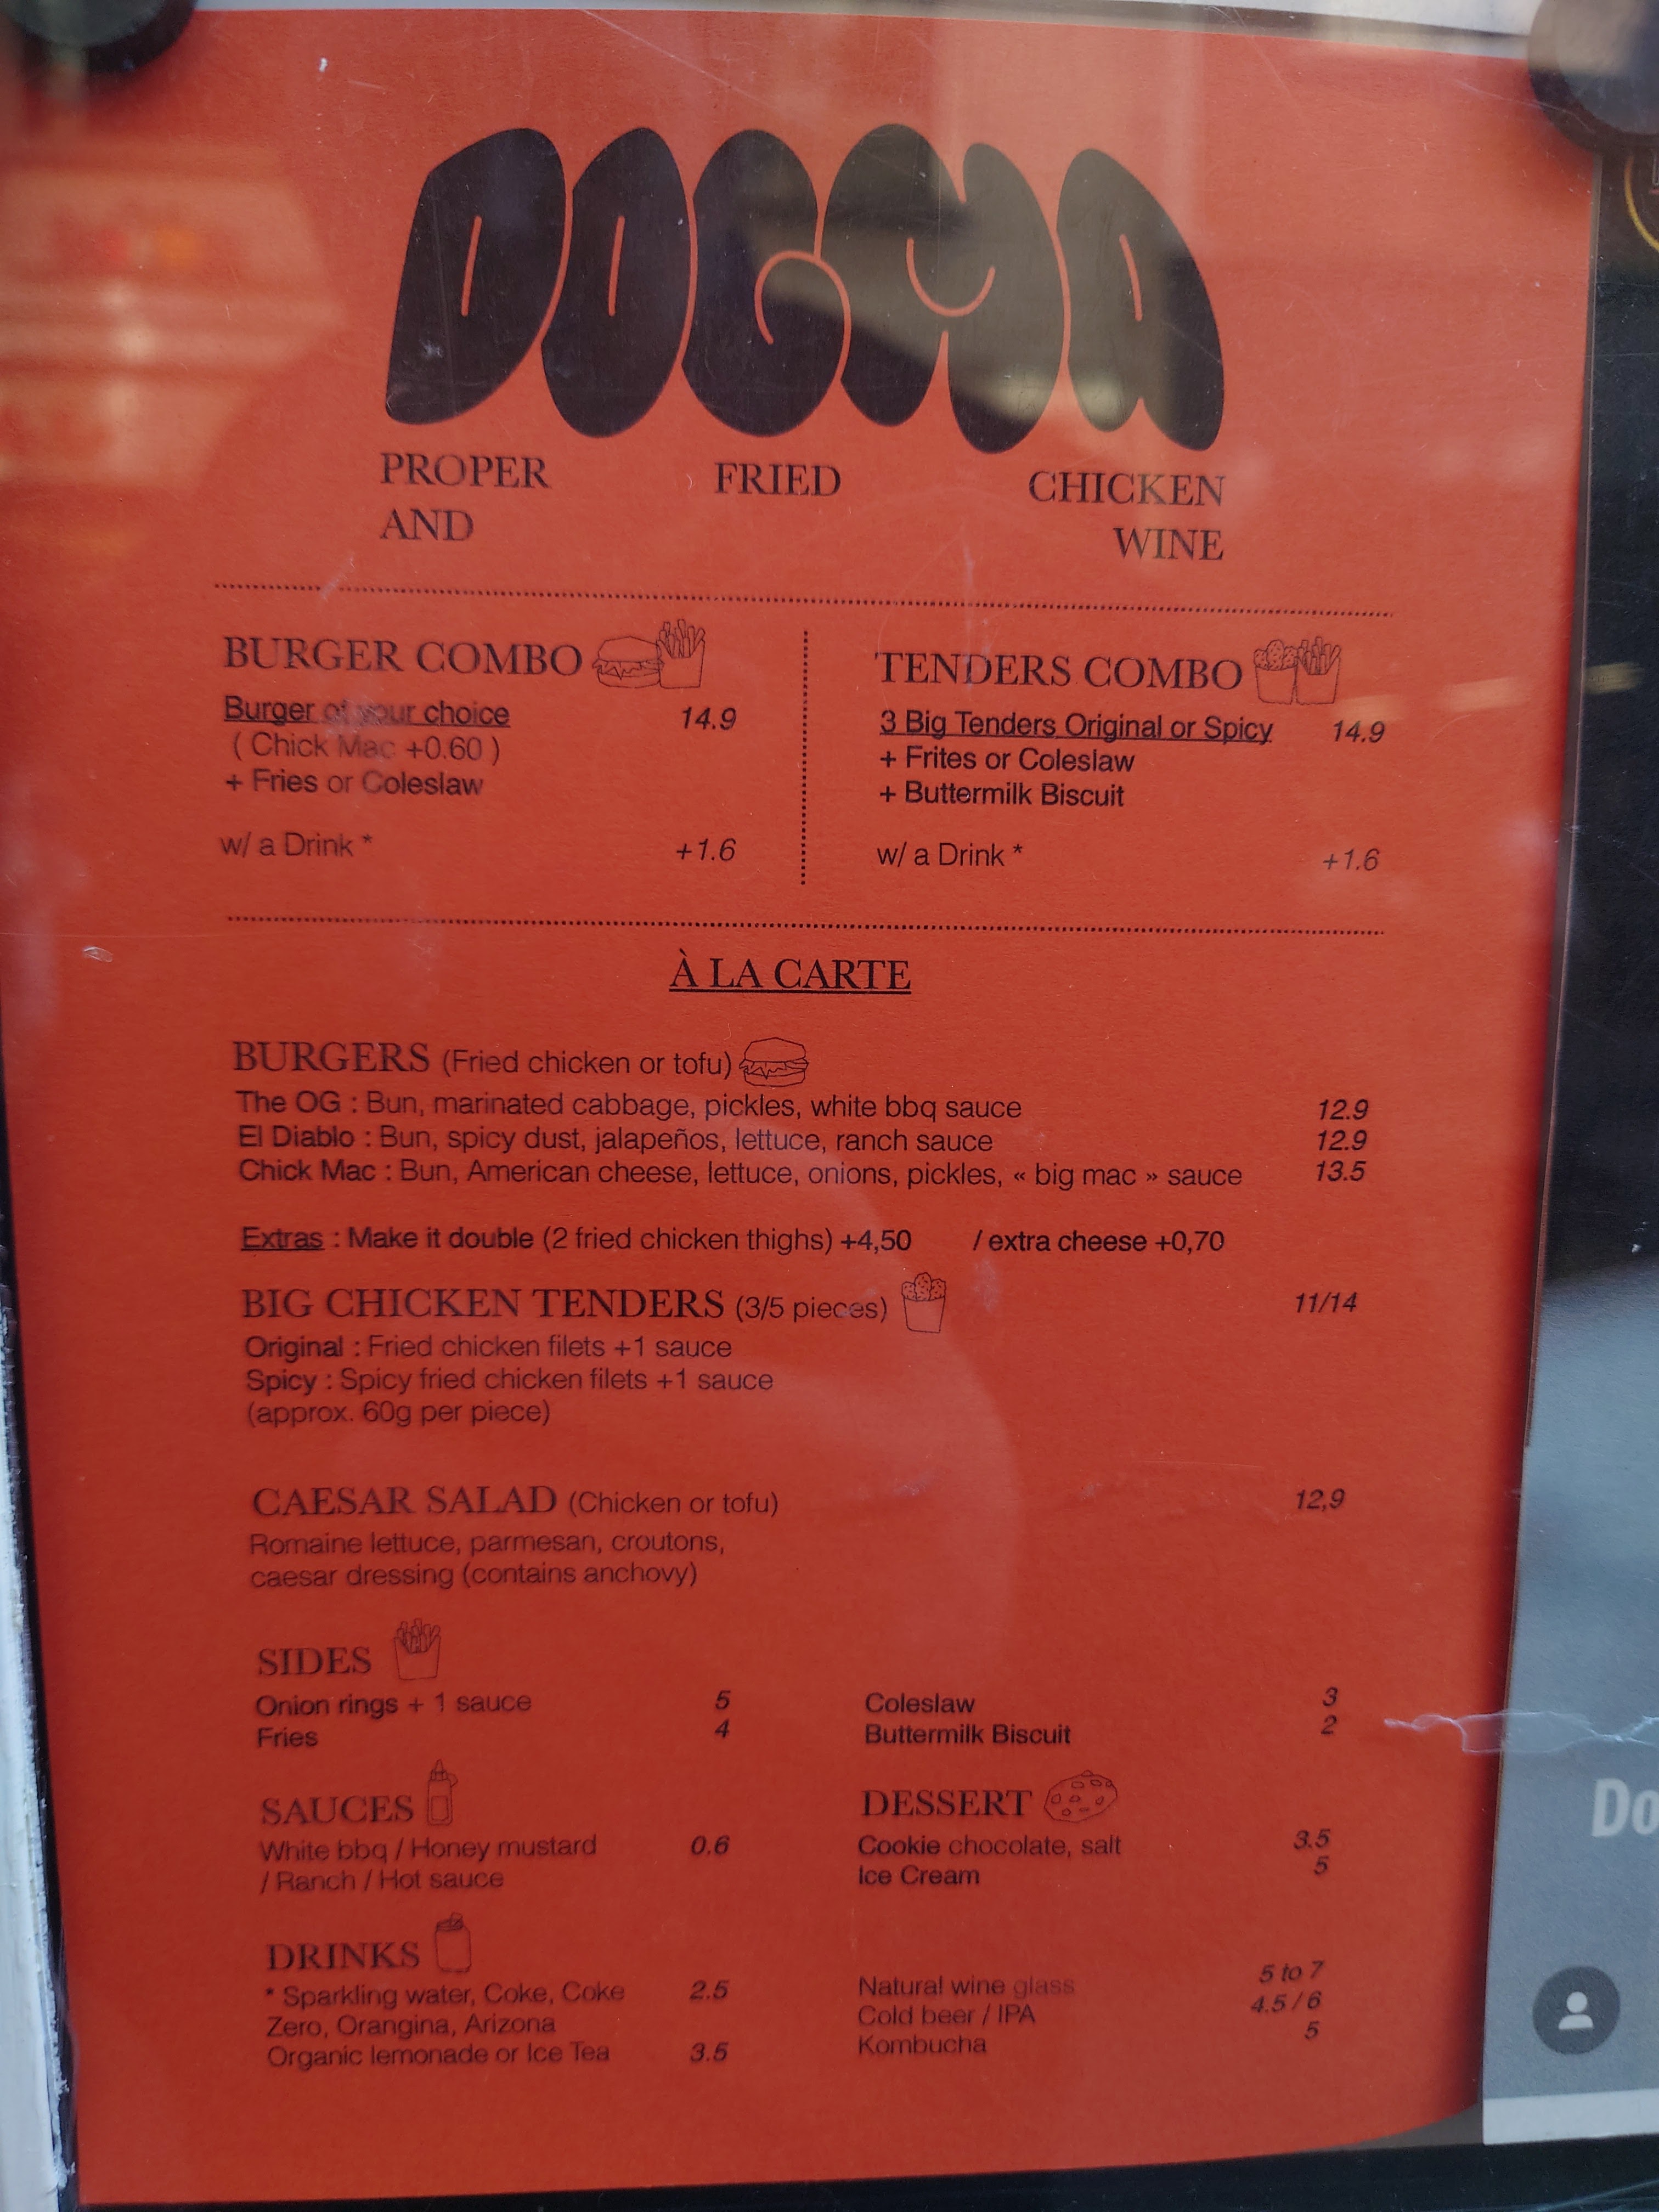 DOGMA
PROPER FRIED CHICKEN
AND WINE
BURGER COMBO
Burger of your choice 14.9
( Chick Mac +0.60 )
+ Fries or Coleslaw
w/ a Drink * +1.6
TENDERS COMBO
3 Big Tenders Original or Spicy 14.9
+ Frites or Coleslaw
+ Buttermilk Biscuit
w/ a Drink * +1.6
À LA CARTE
BURGERS (Fried chicken or tofu)
The OG : Bun, marinated cabbage, pickles, white bbq sauce 12.9
El Diablo : Bun, spicy dust, jalapeños, lettuce, ranch sauce 12.9
Chick Mac : Bun, American cheese, lettuce, onions, pickles, « big mac » sauce 13.5
Extras : Make it double (2 fried chicken thighs) +4,50 / extra cheese +0,70
BIG CHICKEN TENDERS (3/5 pieces) 11/14
Original : Fried chicken filets +1 sauce
Spicy : Spicy fried chicken filets +1 sauce
(approx. 60g per piece)
CAESAR SALAD (Chicken or tofu) 12,9
Romaine lettuce, parmesan, croutons,
caesar dressing (contains anchovy)
SIDES
Onion rings + 1 sauce 5
Fries 4
Coleslaw 3
Buttermilk Biscuit 2
SAUCES
White bbq / Honey mustard 0.6
/ Ranch / Hot sauce
DESSERT
Cookie chocolate, salt 3.5
Ice Cream 5
DRINKS
* Sparkling water, Coke, Coke 2.5
Zero, Orangina, Arizona
Organic lemonade or Ice Tea 3.5
Natural wine glass 5 to 7
Cold beer / IPA 4.5 / 6
Kombucha 5
Do